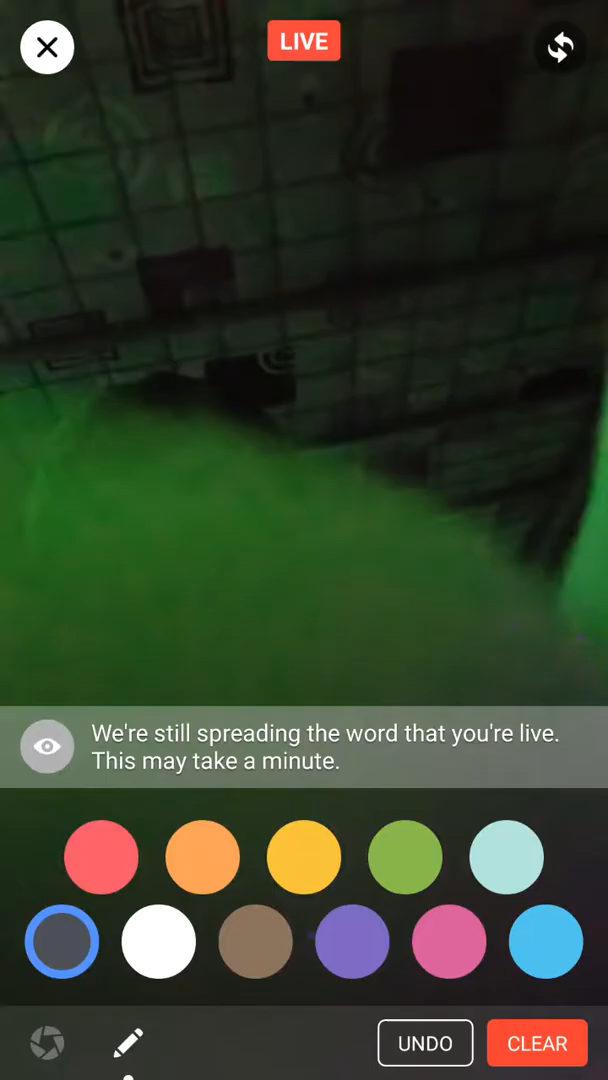 LIVE
We're still spreading the word that you're live.
This may take a minute.
UNDO
CLEAR